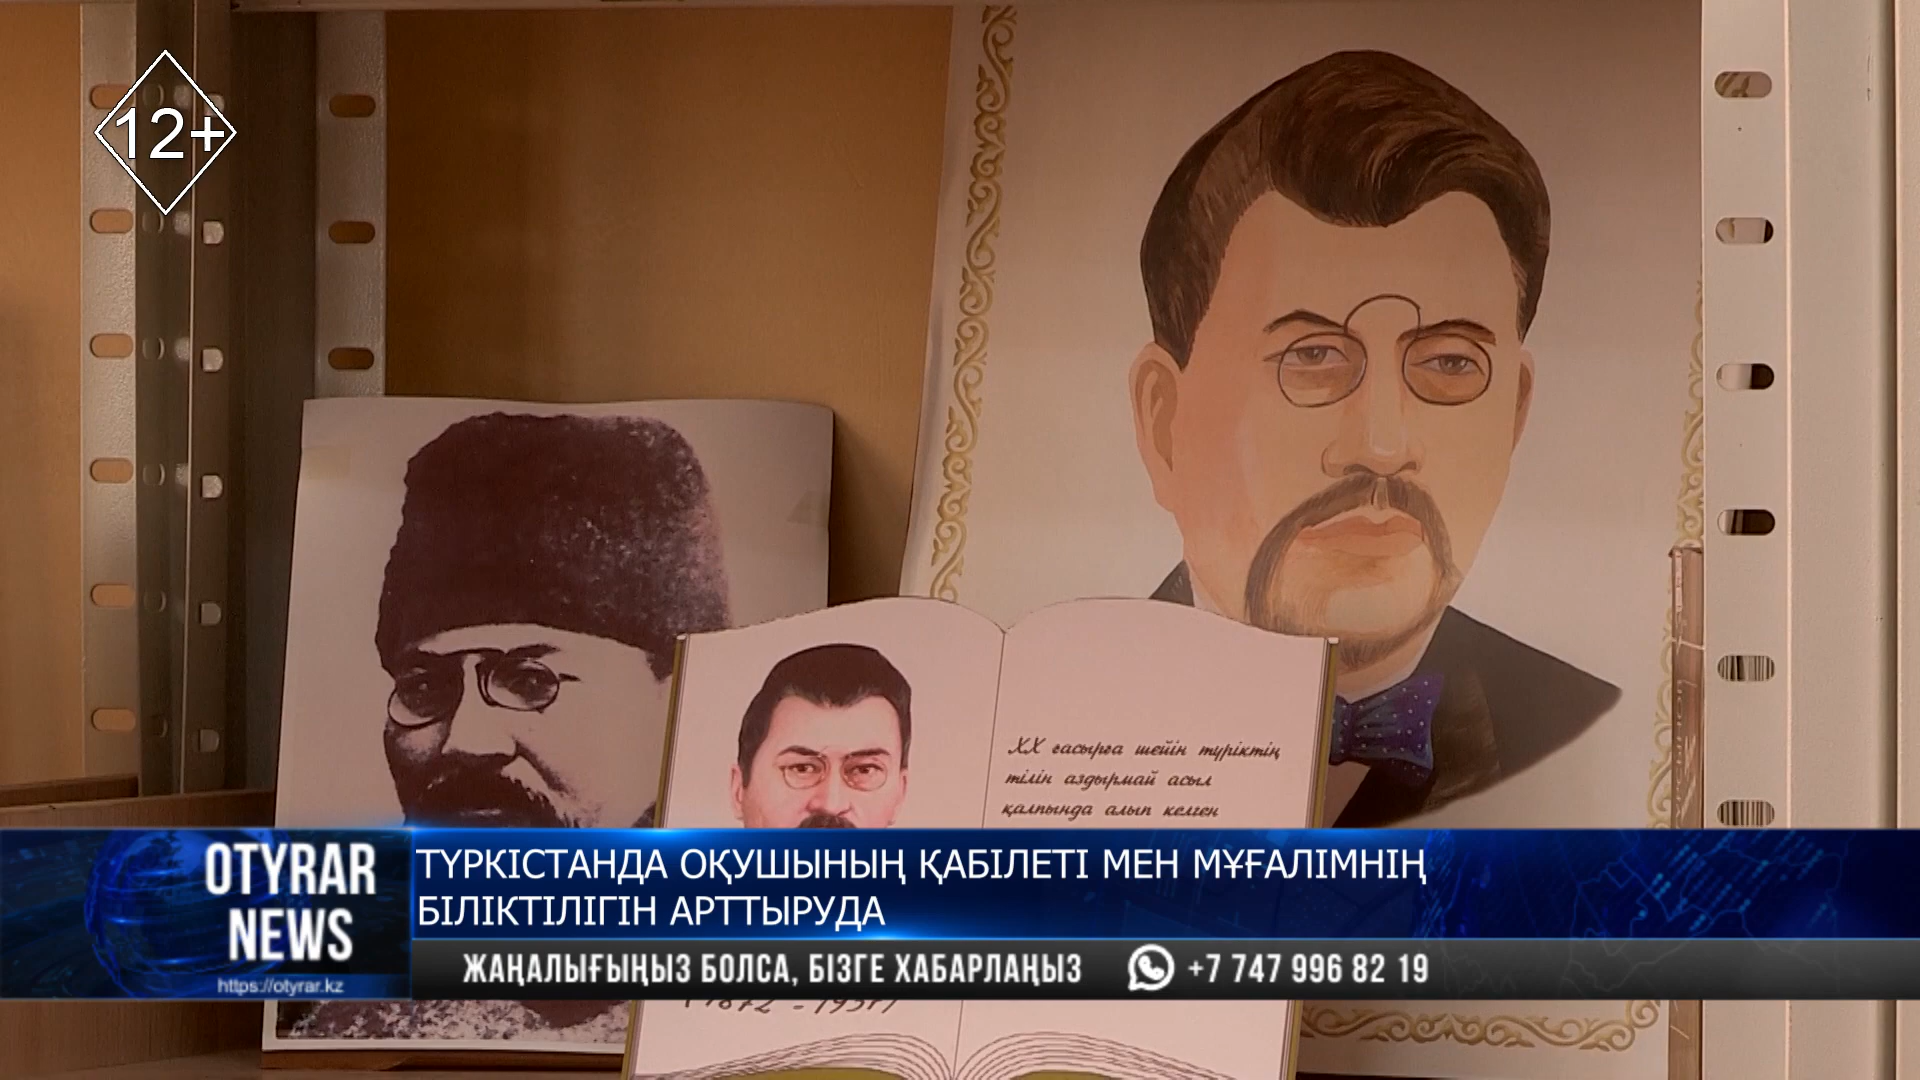 12+
XX ғасырға шейін түріктің
тілін аздырмай асыл
қалпында алып келген
OTYRAR
NEWS
https://otyrar.kz
ТҮРКІСТАНДА ОҚУШЫНЫҢ ҚАБІЛЕТІ МЕН МҰҒАЛІМНІҢ
БІЛІКТІЛІГІН АРТТЫРУДА
ЖАҢАЛЫҒЫҢЫЗ БОЛСА, БІЗГЕ ХАБАРЛАҢЫЗ
+7 747 996 82 19